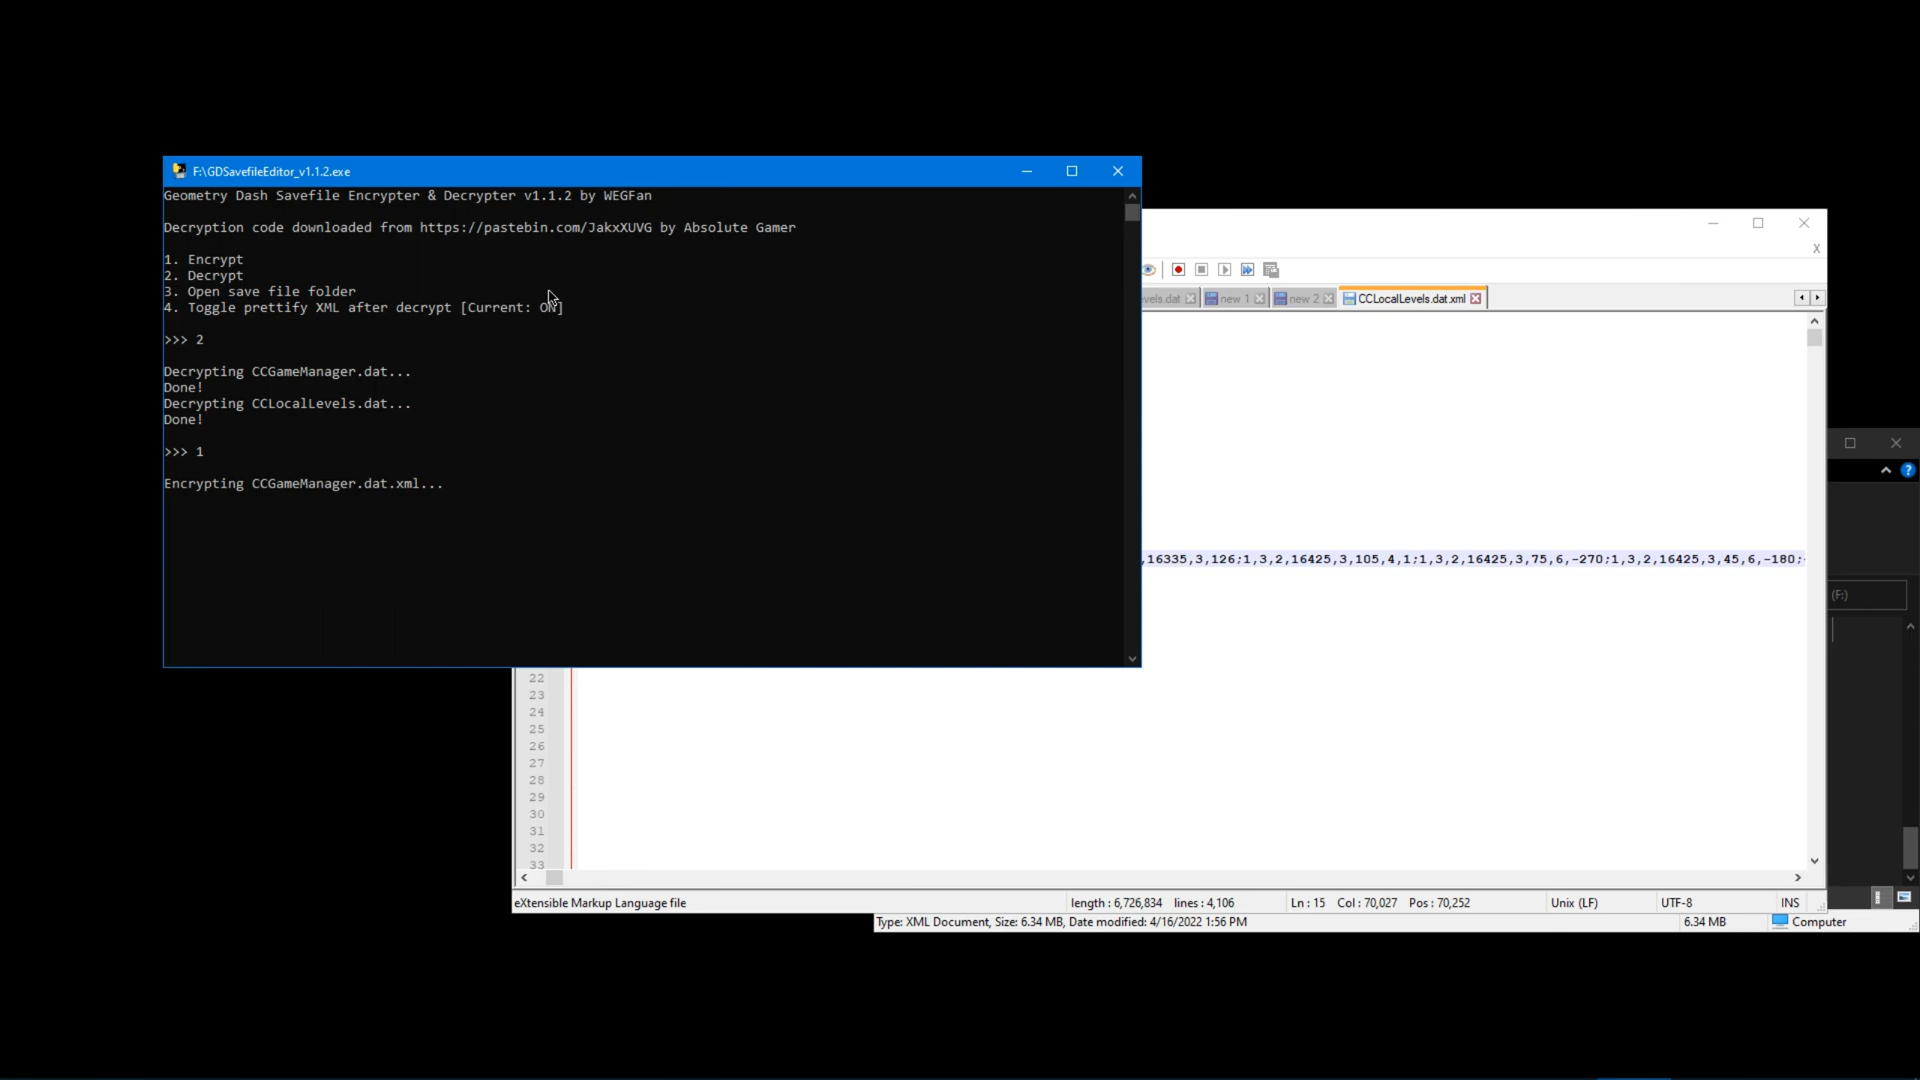 F:\GDSavefileEditor_v1.1.2.exe
Geometry Dash Savefile Encrypter & Decrypter v1.1.2 by WEGFan
Decryption code downloaded from https://pastebin.com/JakxXUVG by Absolute Gamer
1. Encrypt
2. Decrypt
3. Open save file folder
4. Toggle prettify XML after decrypt [Current: ON]
>>> 2
Decrypting CCGameManager.dat...
Done!
Decrypting CCLocalLevels.dat...
Done!
>>> 1
Encrypting CCGameManager.dat.xml...
X
vels.dat
new 1
new 2
CCLocalLevels.dat.xml
,16335,3,126;1,3,2,16425,3,105,4,1;1,3,2,16425,3,75,6,-270;1,3,2,16425,3,45,6,-180;
(F:)
22
23
24
25
26
27
28
29
30
31
32
33
eXtensible Markup Language file
length : 6,726,834 lines : 4,106
Ln : 15 Col : 70,027 Pos : 70,252
Unix (LF)
UTF-8
INS
Type: XML Document, Size: 6.34 MB, Date modified: 4/16/2022 1:56 PM
6.34 MB
Computer